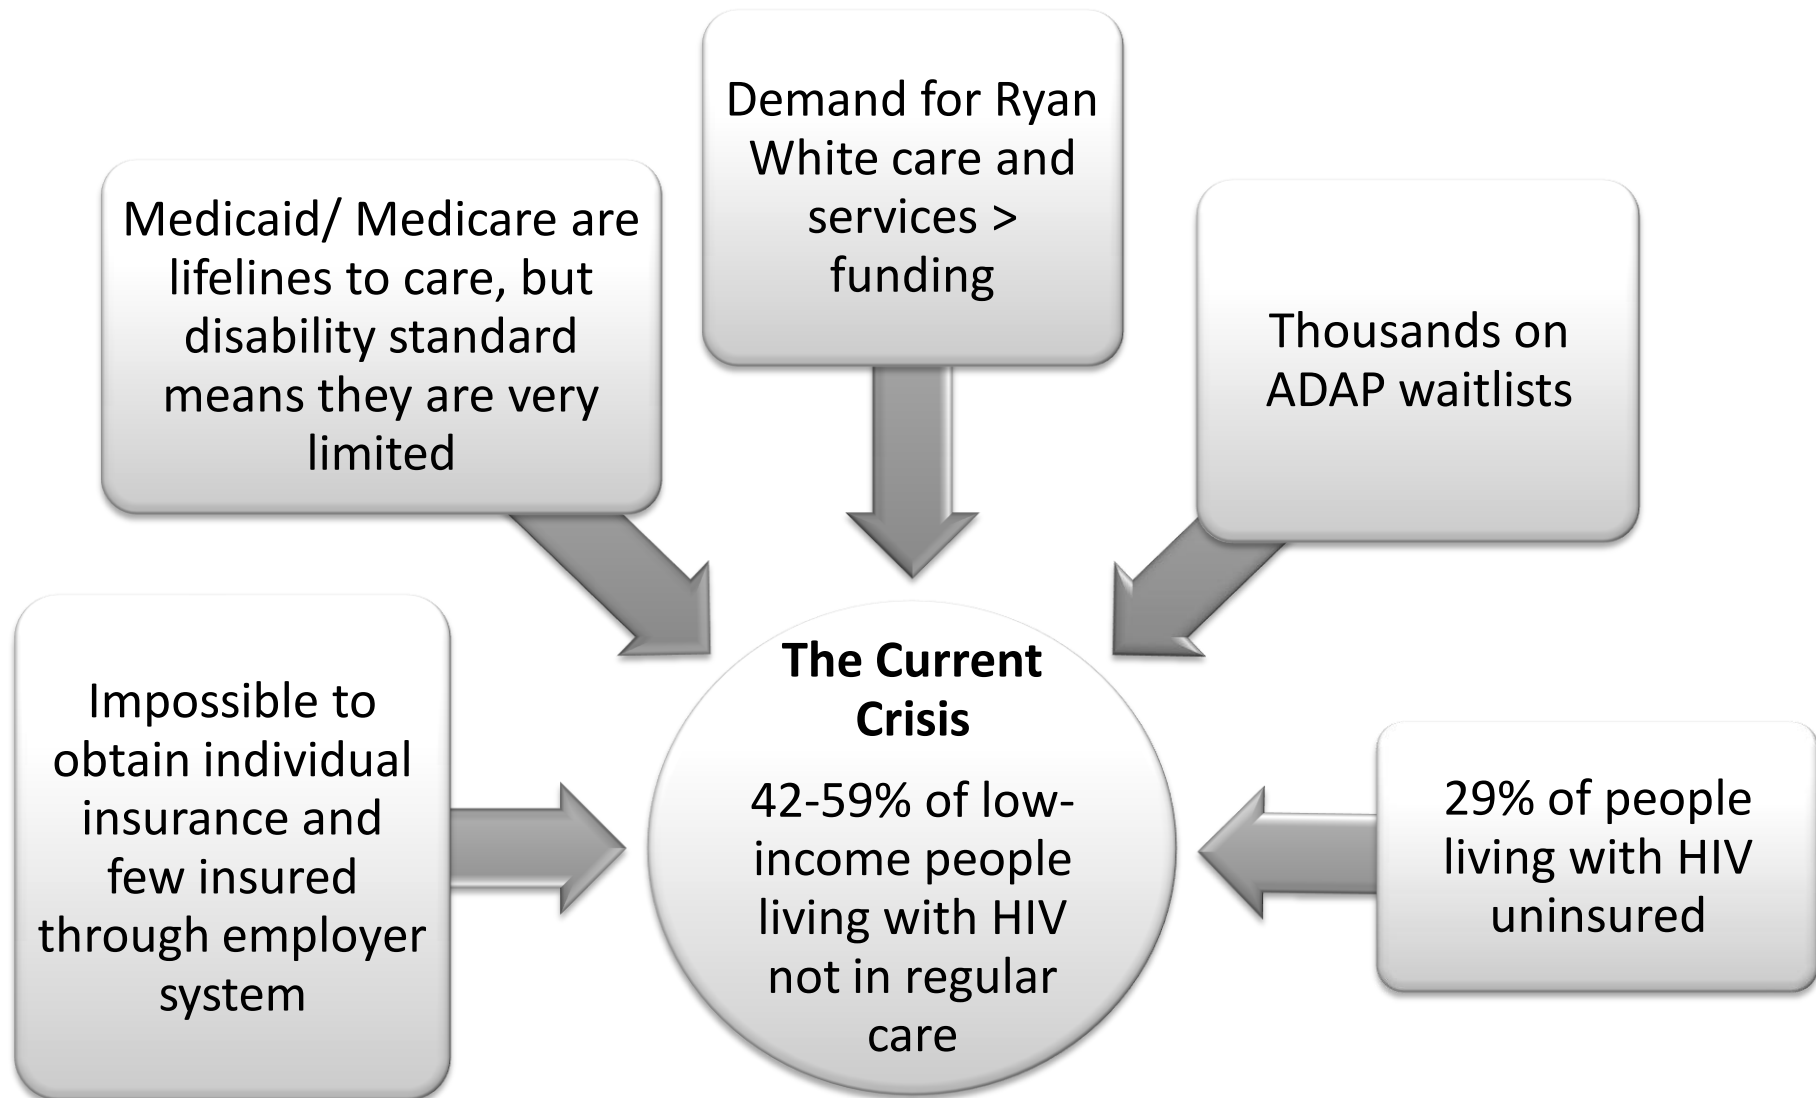 Demand for Ryan
White care and
services >
funding
Medicaid/ Medicare are
lifelines to care, but
disability standard
means they are very
limited
Thousands on
ADAP waitlists
Impossible to
obtain individual
insurance and
few insured
through employer
system
The Current
Crisis
42-59% of low-
income people
living with HIV
not in regular
care
29% of people
living with HIV
uninsured